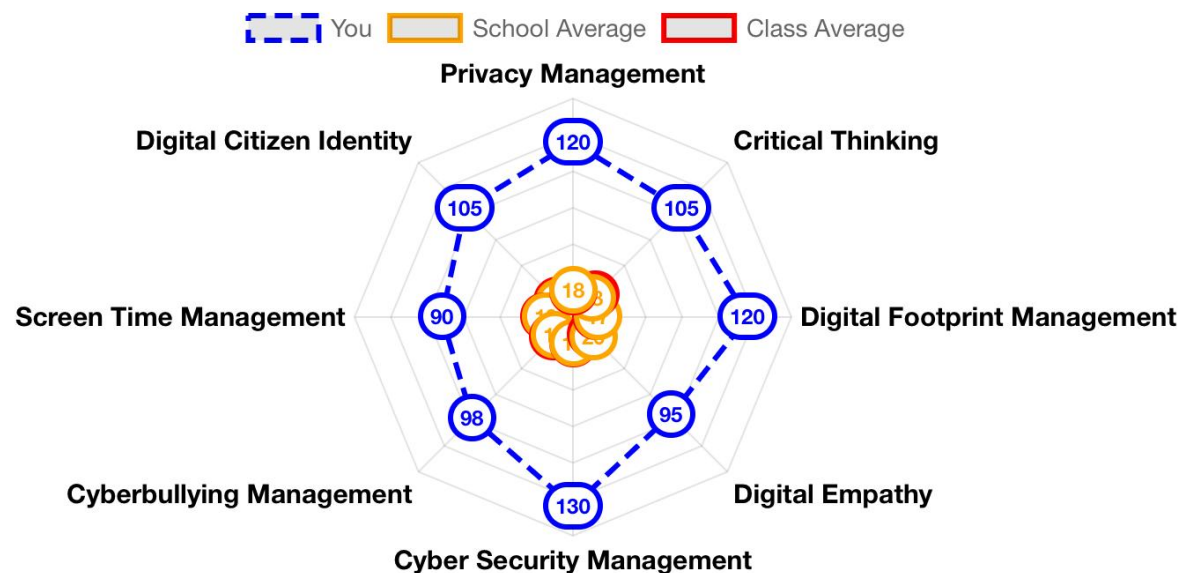 You School Average Class Average
Privacy Management
Digital Citizen Identity Critical Thinking
120
105 105
18
Screen Time Management 90 120 Digital Footprint Management
98 95
Cyberbullying Management Digital Empathy
130
Cyber Security Management